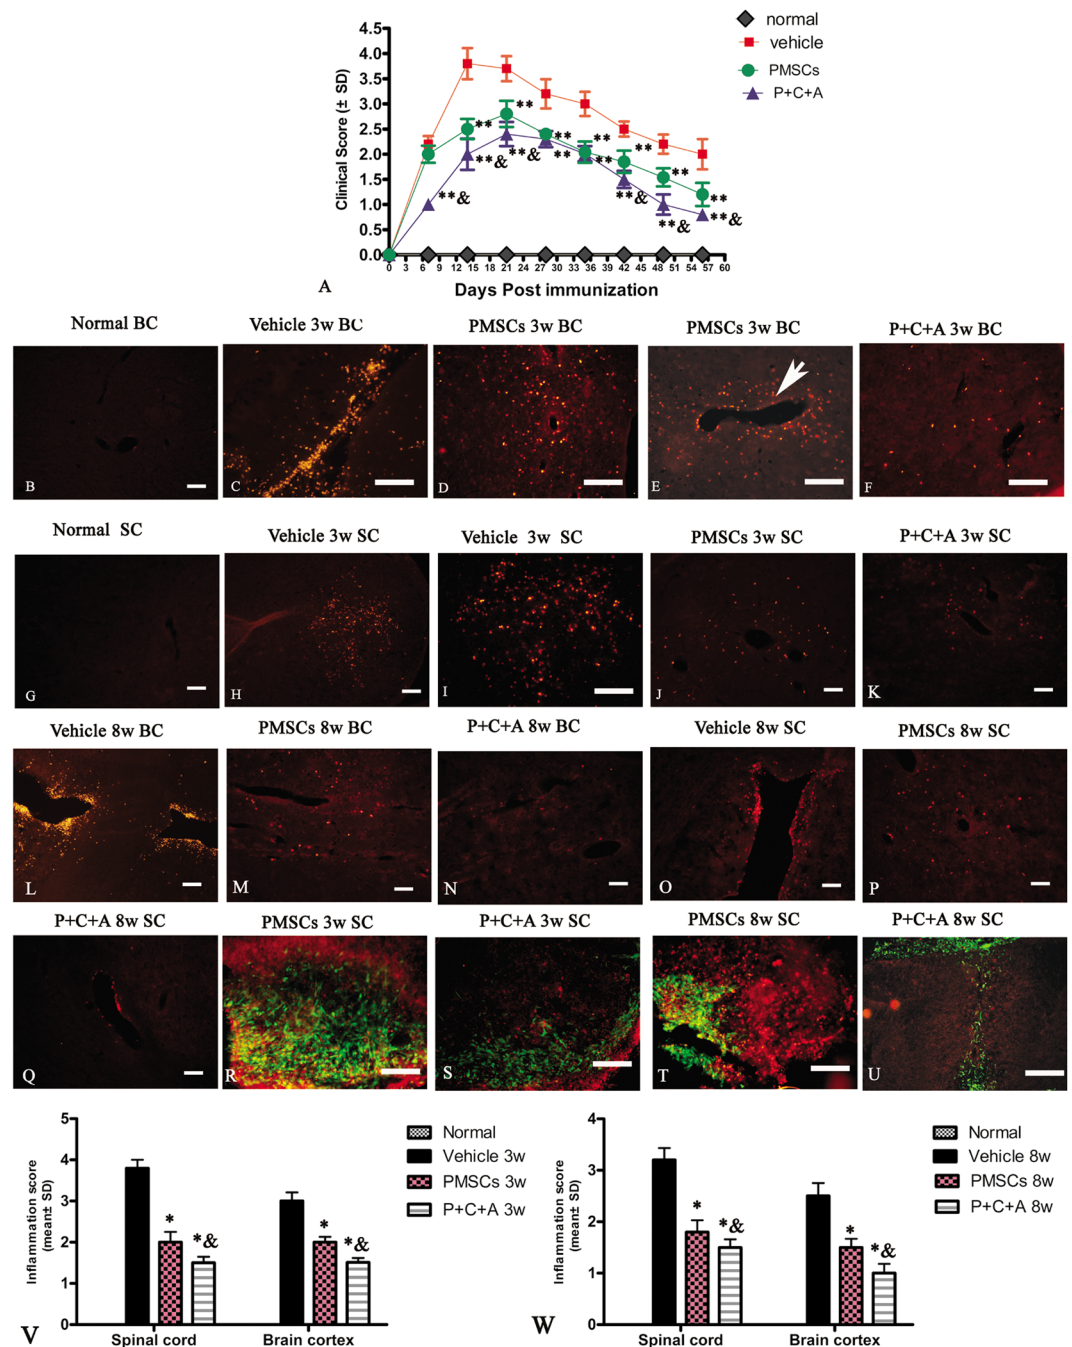 normal
vehicle
PMSCs
P+C+A
Clinical Score (± SD)
4.5
4.0
3.5
3.0
2.5
2.0
1.5
1.0
0.5
0.0
**
**
**
**
**
**
**
**&
**&
**&
**
**
**&
**&
**&
0 3 6 9 12 15 18 21 24 27 30 33 36 39 42 45 48 51 54 57 60
Days Post immunization
A
Normal BC
Vehicle 3w BC
PMSCs 3w BC
PMSCs 3w BC
P+C+A 3w BC
B
C
D
E
F
Normal SC
Vehicle 3w SC
Vehicle 3w SC
PMSCs 3w SC
P+C+A 3w SC
G
H
I
J
K
Vehicle 8w BC
PMSCs 8w BC
P+C+A 8w BC
Vehicle 8w SC
PMSCs 8w SC
L
M
N
O
P
P+C+A 8w SC
PMSCs 3w SC
P+C+A 3w SC
PMSCs 8w SC
P+C+A 8w SC
Q
R
S
T
U
Inflammation score
(mean± SD)
5
4
3
2
1
0
*
*&
*
*&
Spinal cord
Brain cortex
Normal
Vehicle 3w
PMSCs 3w
P+C+A 3w
V
Inflammation score
(mean± SD)
4
3
2
1
0
*
*&
*
*&
Spinal cord
Brain cortex
Normal
Vehicle 8w
PMSCs 8w
P+C+A 8w
W